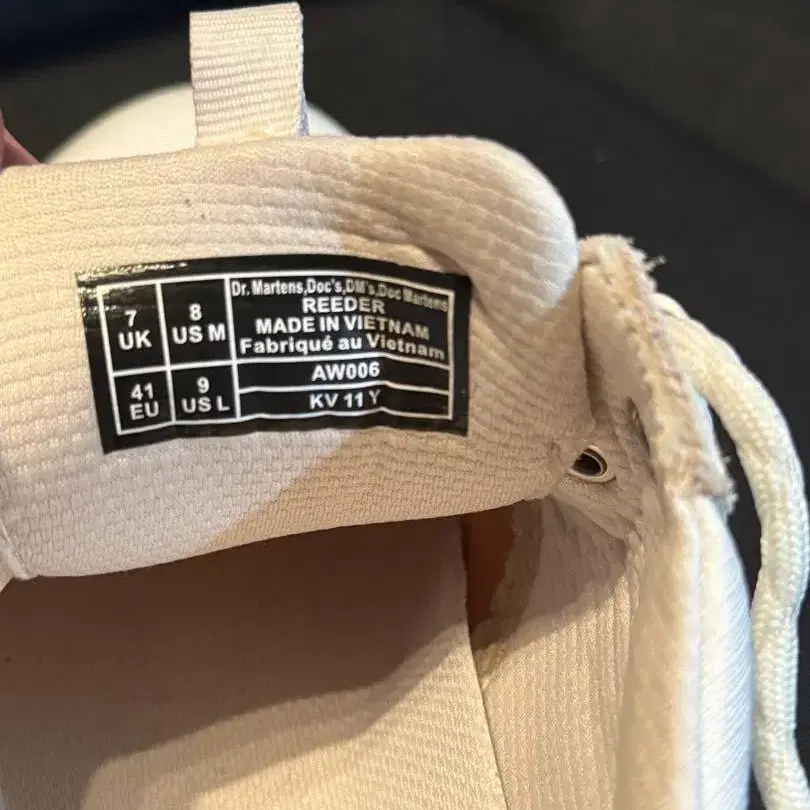 7 UK
8 US M
41 EU
9 US L
Dr. Martens,Doc's,DM's,Doc Martens
REEDER
MADE IN VIETNAM
Fabriqué au Vietnam
AW006
KV 11 Y